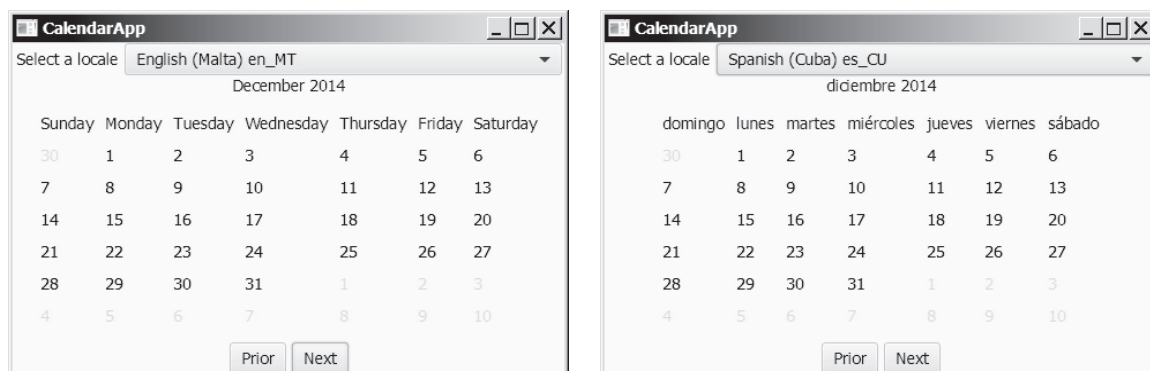 CalendarApp
Select a locale English (Malta) en_MT
December 2014
Sunday Monday Tuesday Wednesday Thursday Friday Saturday
30 1 2 3 4 5 6
7 8 9 10 11 12 13
14 15 16 17 18 19 20
21 22 23 24 25 26 27
28 29 30 31 1 2 3
4 5 6 7 8 9 10
Prior Next
CalendarApp
Select a locale Spanish (Cuba) es_CU
diciembre 2014
domingo lunes martes miércoles jueves viernes sábado
30 1 2 3 4 5 6
7 8 9 10 11 12 13
14 15 16 17 18 19 20
21 22 23 24 25 26 27
28 29 30 31 1 2 3
4 5 6 7 8 9 10
Prior Next